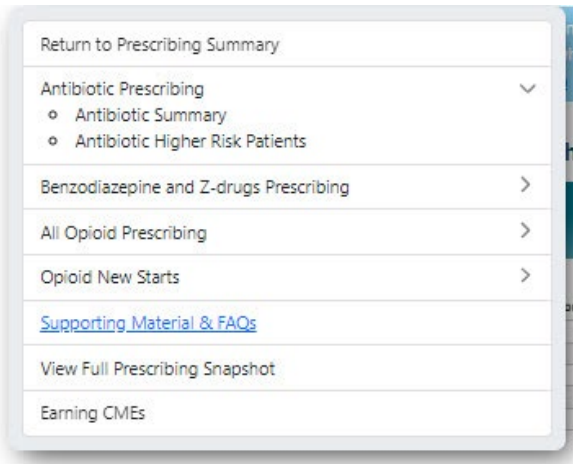 Return to Prescribing Summary
Antibiotic Prescribing
Antibiotic Summary
Antibiotic Higher Risk Patients
Benzodiazepine and Z-drugs Prescribing
All Opioid Prescribing
Opioid New Starts
Supporting Material & FAQs
View Full Prescribing Snapshot
Earning CMEs